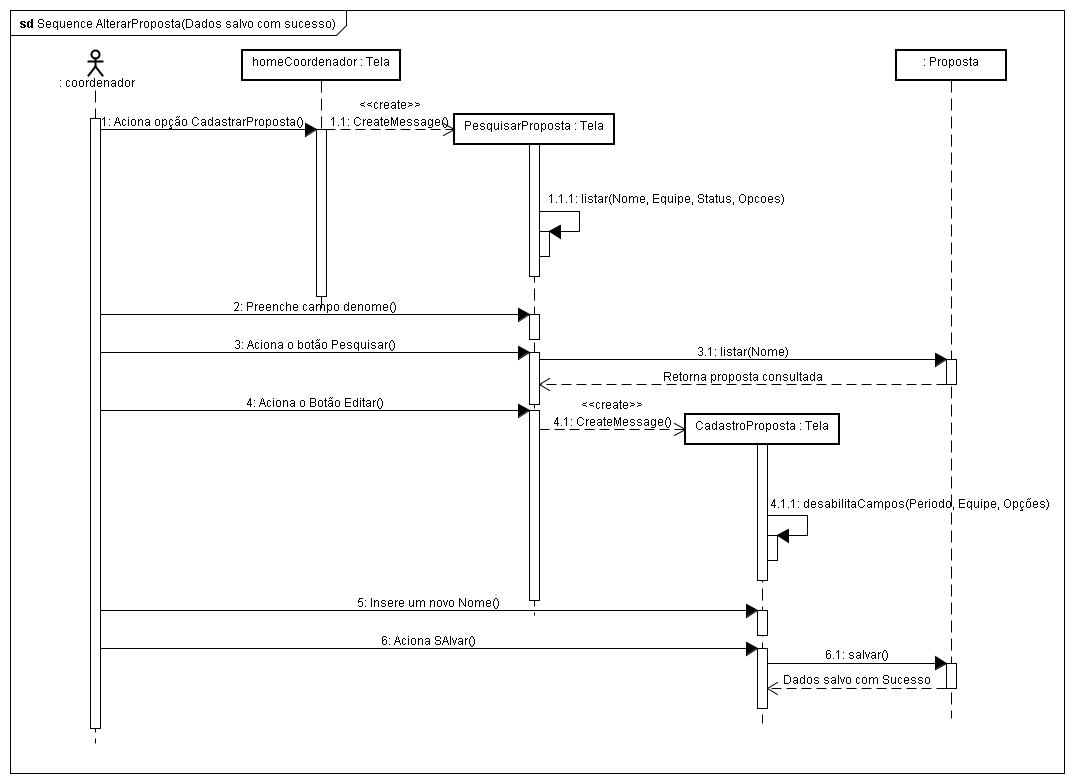 sd Sequence AlterarProposta(Dados salvo com sucesso)
homeCoordenador : Tela
: Proposta
: coordenador
<<create>>
1: Aciona opção CadastrarProposta()
1.1: CreateMessage()
PesquisarProposta : Tela
1.1.1: listar(Nome, Equipe, Status, Opcoes)
2: Preenche campo denome()
3: Aciona o botão Pesquisar()
3.1: listar(Nome)
Retorna proposta consultada
4: Aciona o Botão Editar()
<<create>>
4.1: CreateMessage()
CadastroProposta : Tela
4.1.1: desabilitaCampos(Periodo, Equipe, Opções)
5: Insere um novo Nome()
6: Aciona SAlvar()
6.1: salvar()
Dados salvo com Sucesso